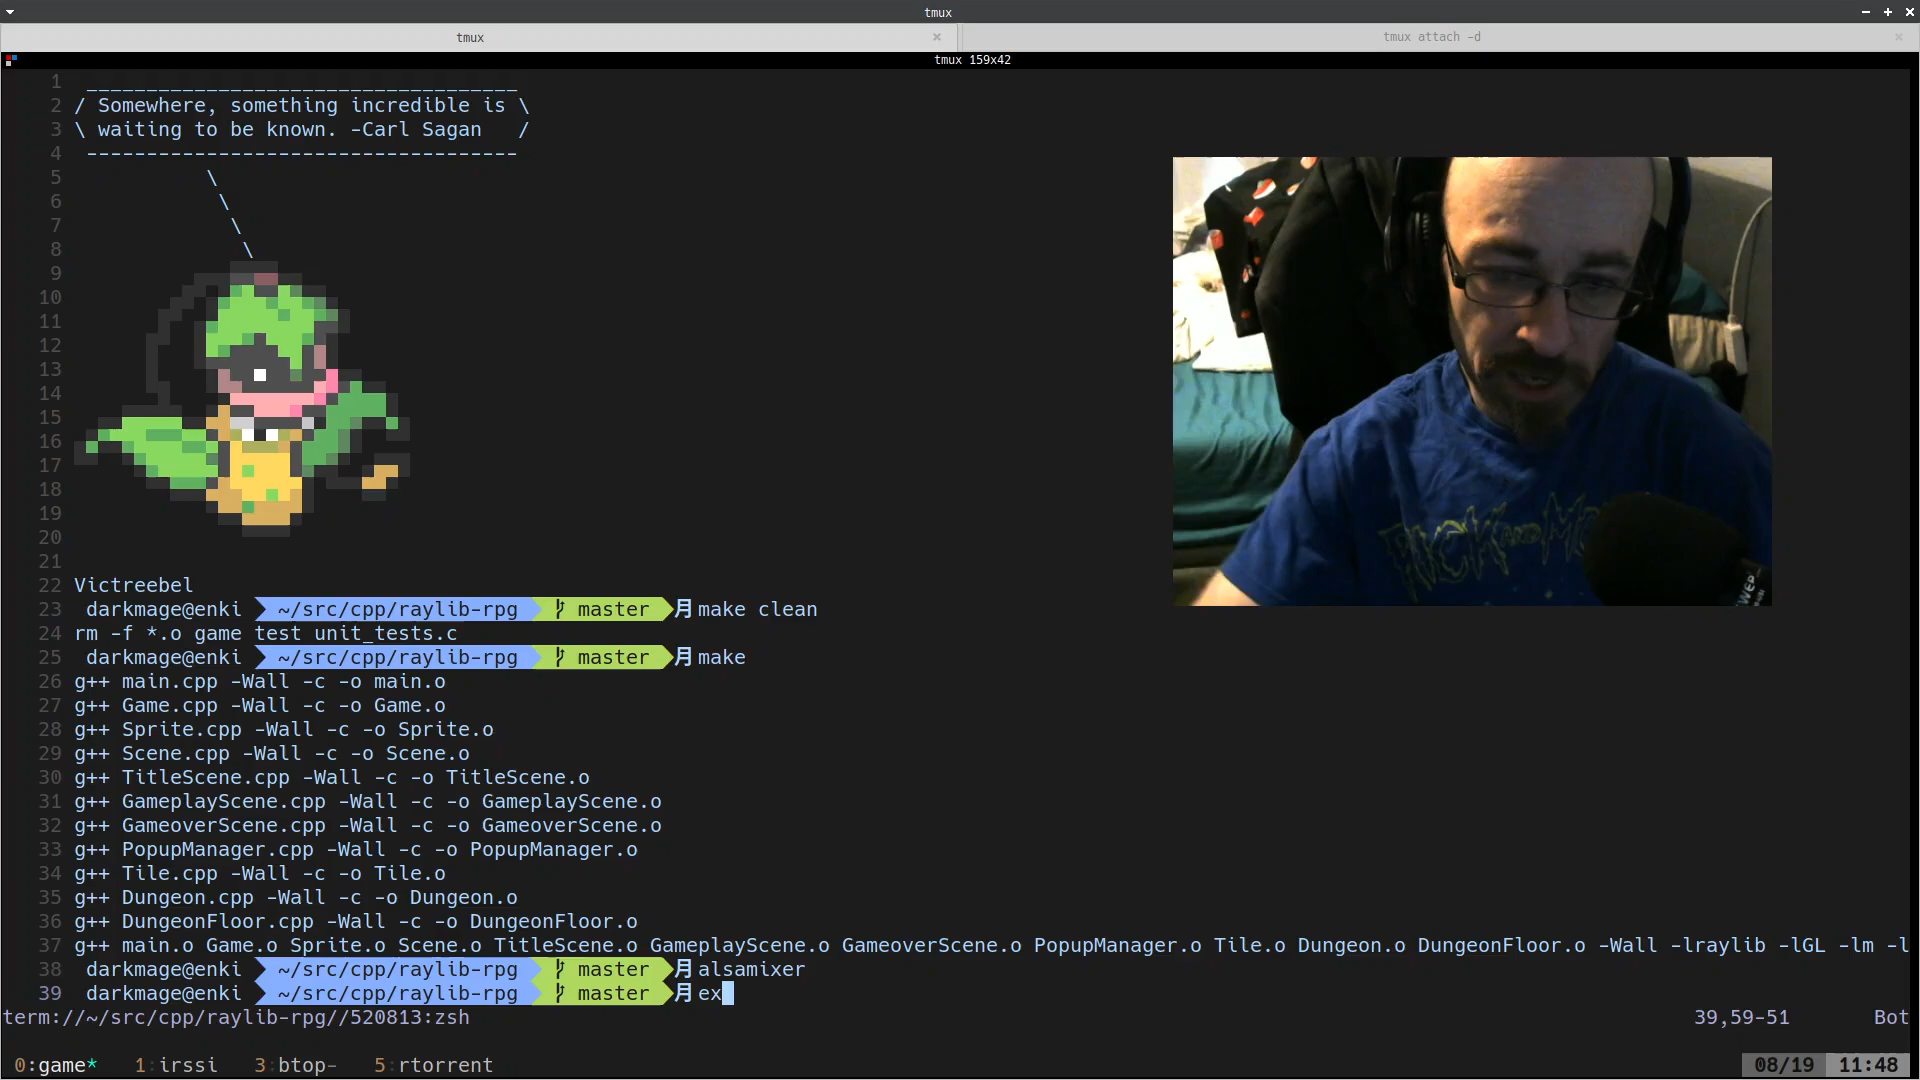 tmux
tmux
tmux attach -d
tmux 159x42
1 ____________________________________
2 / Somewhere, something incredible is \
3 \ waiting to be known. -Carl Sagan   /
4 ------------------------------------
5 \
6 \
7 \
8 \
9
10
11
12
13
14
15
16
17
18
19
20
21
22 Victreebel
23 darkmage@enki ~/src/cpp/raylib-rpg master 月 make clean
24 rm -f *.o game test unit_tests.c
25 darkmage@enki ~/src/cpp/raylib-rpg master 月 make
26 g++ main.cpp -Wall -c -o main.o
27 g++ Game.cpp -Wall -c -o Game.o
28 g++ Sprite.cpp -Wall -c -o Sprite.o
29 g++ Scene.cpp -Wall -c -o Scene.o
30 g++ TitleScene.cpp -Wall -c -o TitleScene.o
31 g++ GameplayScene.cpp -Wall -c -o GameplayScene.o
32 g++ GameoverScene.cpp -Wall -c -o GameoverScene.o
33 g++ PopupManager.cpp -Wall -c -o PopupManager.o
34 g++ Tile.cpp -Wall -c -o Tile.o
35 g++ Dungeon.cpp -Wall -c -o Dungeon.o
36 g++ DungeonFloor.cpp -Wall -c -o DungeonFloor.o
37 g++ main.o Game.o Sprite.o Scene.o TitleScene.o GameplayScene.o GameoverScene.o PopupManager.o Tile.o Dungeon.o DungeonFloor.o -Wall -lraylib -lGL -lm -l
38 darkmage@enki ~/src/cpp/raylib-rpg master 月 alsamixer
39 darkmage@enki ~/src/cpp/raylib-rpg master 月 ex
term://~/src/cpp/raylib-rpg//520813:zsh 39,59-51 Bot
0:game* 1:irssi 3:btop- 5:rtorrent 08/19 11:48
RICK AND MO